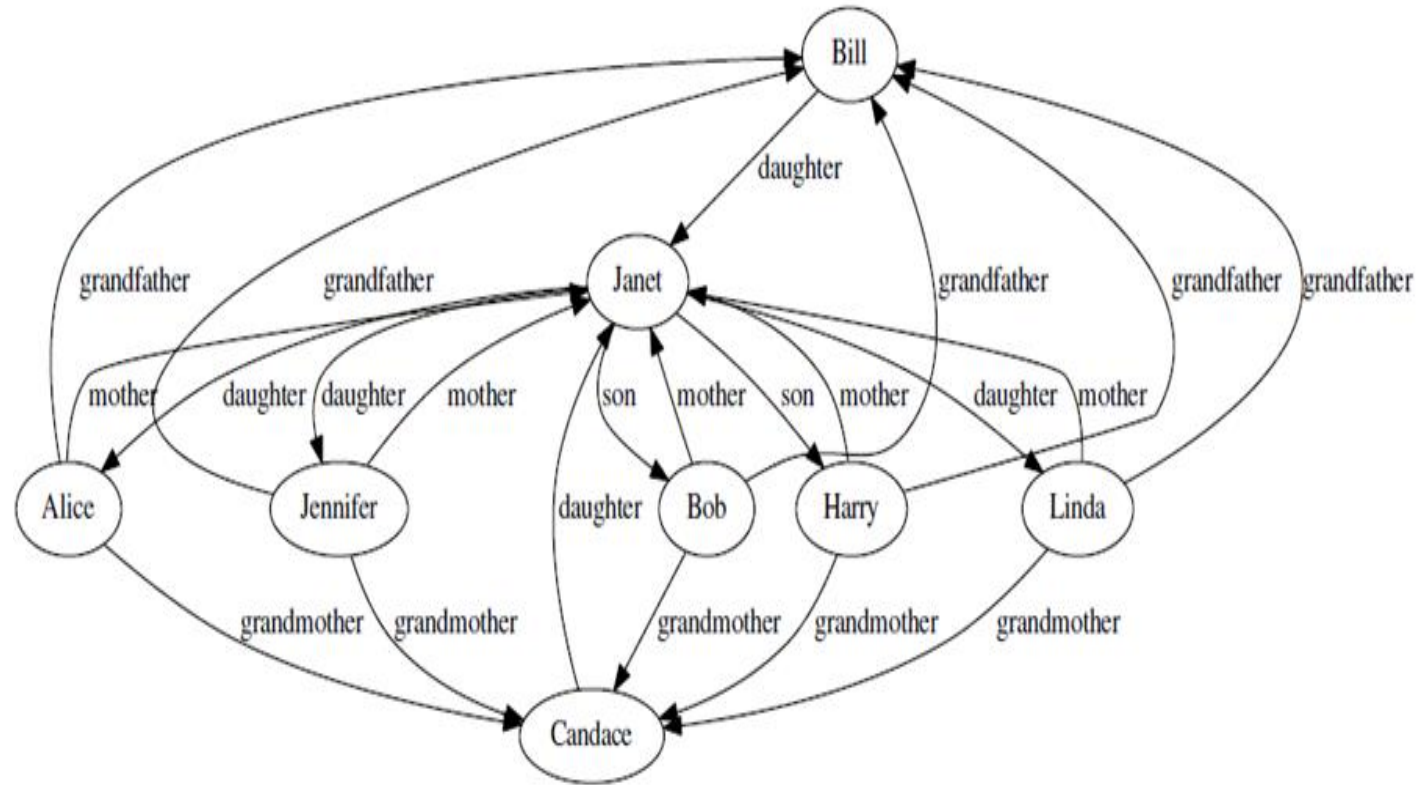 Bill
daughter
grandfather
grandfather
Janet
grandfather
grandfather
grandfather
mother
daughter
daughter
mother
son
mother
son
mother
daughter
mother
Alice
Jennifer
daughter
Bob
Harry
Linda
grandmother
grandmother
grandmother
grandmother
grandmother
Candace